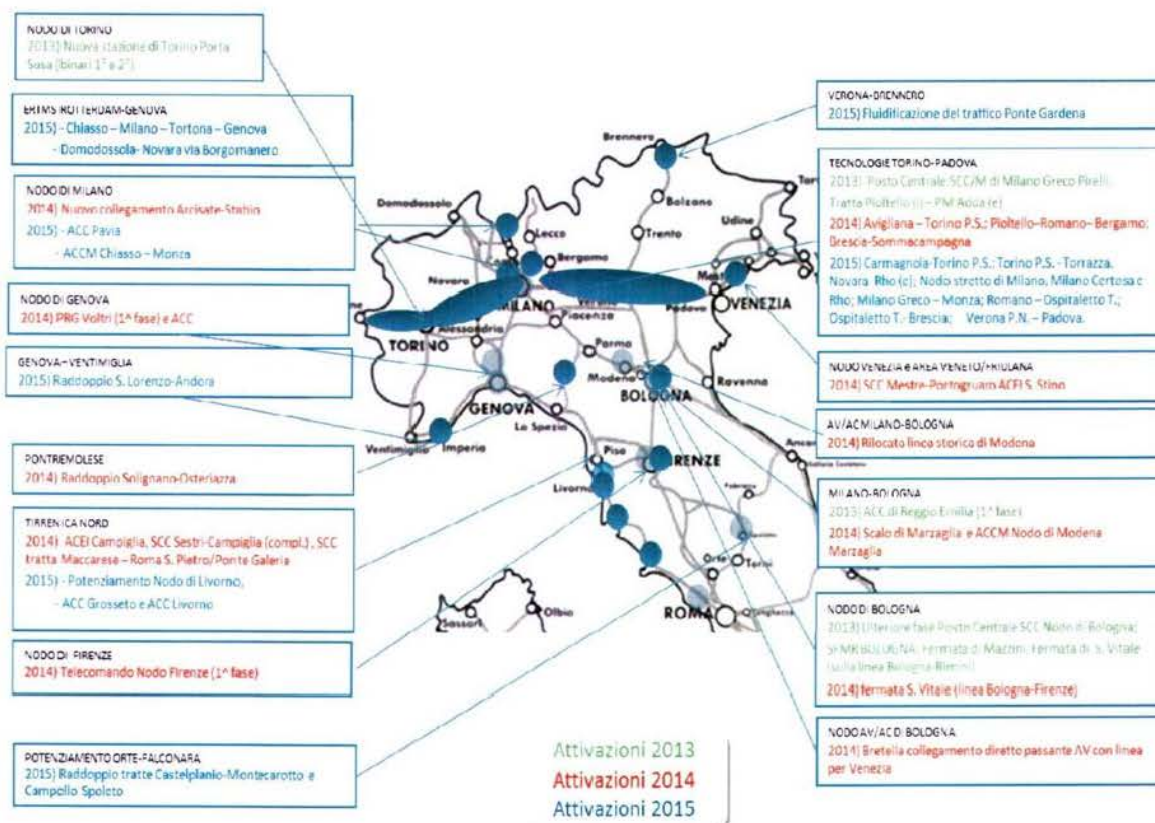 NODO DI TORINO
2013) Nuova stazione di Torino Porta
Susa (binari 1° e 2°)
ERTMS ROTTERDAM-GENOVA
2015) - Chiasso – Milano – Tortona – Genova
- Domodossola- Novara via Borgomanero
NODO DI MILANO
2014) Nuovo collegamento Arcisate-Stabio
2015) - ACC Pavia
- ACCM Chiasso – Monza
NODO DI GENOVA
2014) PRG Voltri (1^ fase) e ACC
GENOVA – VENTIMIGLIA
2015) Raddoppio S. Lorenzo-Andora
PONTREMOLESE
2014) Raddoppio Solignano-Osteriazza
TIRRENICA NORD
2014) ACEI Campiglia, SCC Sestri-Campiglia (compl.), SCC
tratta Maccarese – Roma S. Pietro/Ponte Galeria
2015) - Potenziamento Nodo di Livorno,
- ACC Grosseto e ACC Livorno
NODO DI FIRENZE
2014) Telecomando Nodo Firenze (1^ fase)
POTENZIAMENTO ORTE-FALCONARA
2015) Raddoppio tratte Castelplanio-Montecarotto e
Campello Spoleto
Brennero
Bolzano
Trento
Domodossola
Lecco
Bergamo
Udine
Novara
MILANO
VENEZIA
Padova
TORINO
Alessandria
Piacenza
Parma
Modena
BOLOGNA
Ravenna
GENOVA
La Spezia
Ventimiglia
Imperia
Pisa
Livorno
RENZE
Orte
Terni
ROMA
Sassari
Olbia
Attivazioni 2013
Attivazioni 2014
Attivazioni 2015
VERONA-BRENNERO
2015) Fluidificazione del traffico Ponte Gardena
TECNOLOGIE TORINO-PADOVA
2013) Posto Centrale SCC/M di Milano Greco Pirelli;
Tratta Pioltello (i) – PM Adda (e)
2014) Avigliana – Torino P.S.; Pioltello–Romano– Bergamo;
Brescia-Sommacampagna
2015) Carmagnola-Torino P.S.; Torino P.S. - Torrazza,
Novara Rho (e); Nodo stretto di Milano, Milano Certosa e
Rho; Milano Greco – Monza; Romano – Ospitaletto T.;
Ospitaletto T.- Brescia; Verona P.N. – Padova.
NODO VENEZIA e AREA VENETO/FRIULANA
2014) SCC Mestre-Portogruaro ACEI S. Stino
AV/AC MILANO-BOLOGNA
2014) Rilocata linea storica di Modena
MILANO-BOLOGNA
2013) ACC di Reggio Emilia (1^ fase)
2014) Scalo di Marzaglia e ACCM Nodo di Modena
Marzaglia
NODO DI BOLOGNA
2013) Ulteriore fase Posto Centrale SCC Nodo di Bologna;
SFMR BOLOGNA: Fermata di Mazzini, Fermata di S. Vitale
(sulla linea Bologna-Rimini)
2014) fermata S. Vitale (linea Bologna-Firenze)
NODO AV/AC DI BOLOGNA
2014) Bretella collegamento diretto passante AV con linea
per Venezia